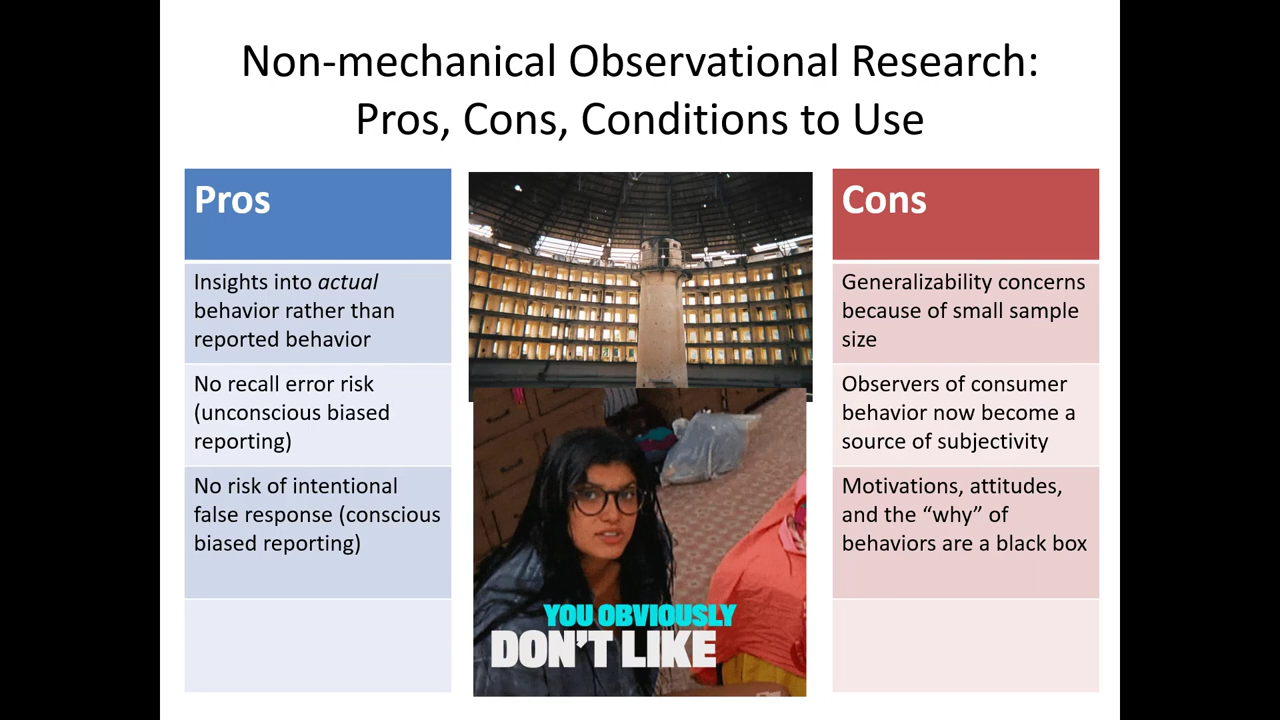 Non-mechanical Observational Research:
Pros, Cons, Conditions to Use
Pros
Insights into actual
behavior rather than
reported behavior
No recall error risk
(unconscious biased
reporting)
No risk of intentional
false response (conscious
biased reporting)
YOU OBVIOUSLY
DON'T LIKE
Cons
Generalizability concerns
because of small sample
size
Observers of consumer
behavior now become a
source of subjectivity
Motivations, attitudes,
and the “why” of
behaviors are a black box